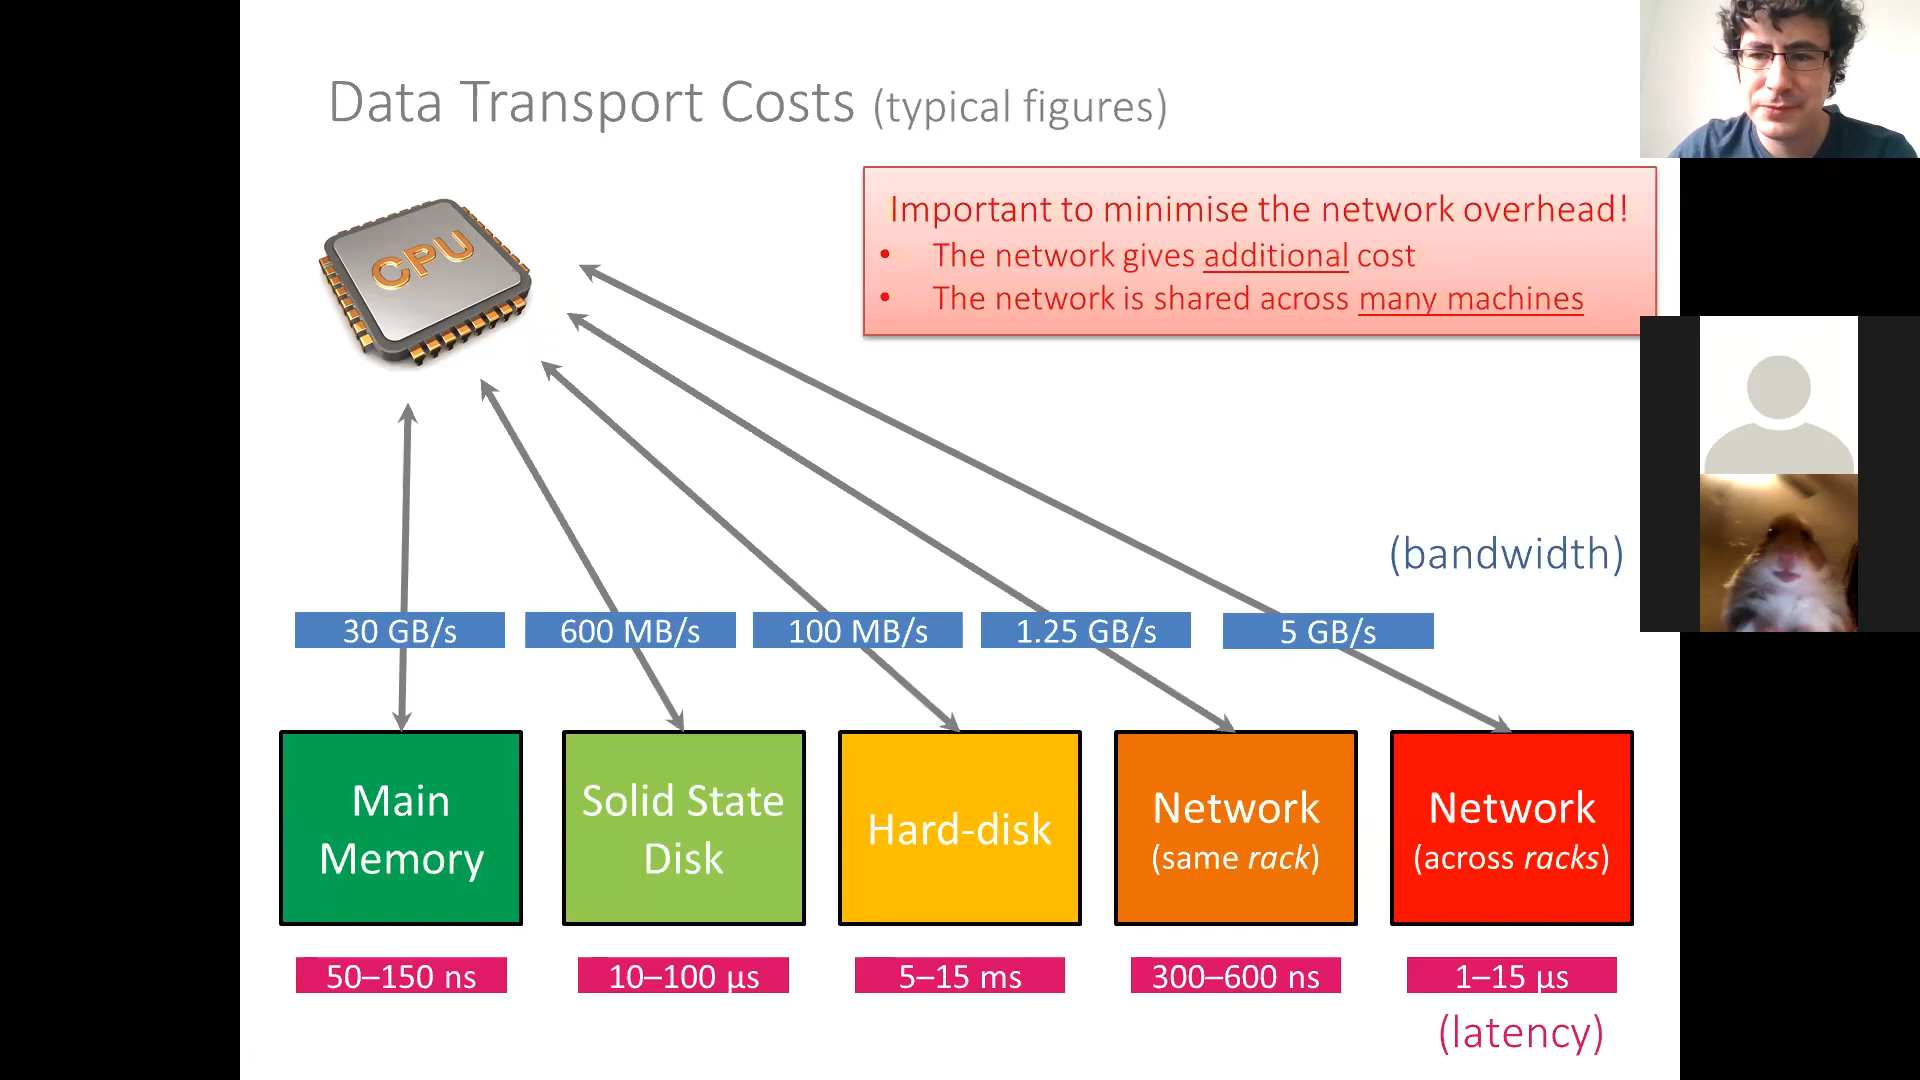 Data Transport Costs (typical figures)
CPU
Important to minimise the network overhead!
• The network gives additional cost
• The network is shared across many machines
(bandwidth)
30 GB/s
600 MB/s
100 MB/s
1.25 GB/s
5 GB/s
Main
Memory
Solid State
Disk
Hard-disk
Network
(same rack)
Network
(across racks)
50–150 ns
10–100 μs
5–15 ms
300–600 ns
1–15 μs
(latency)